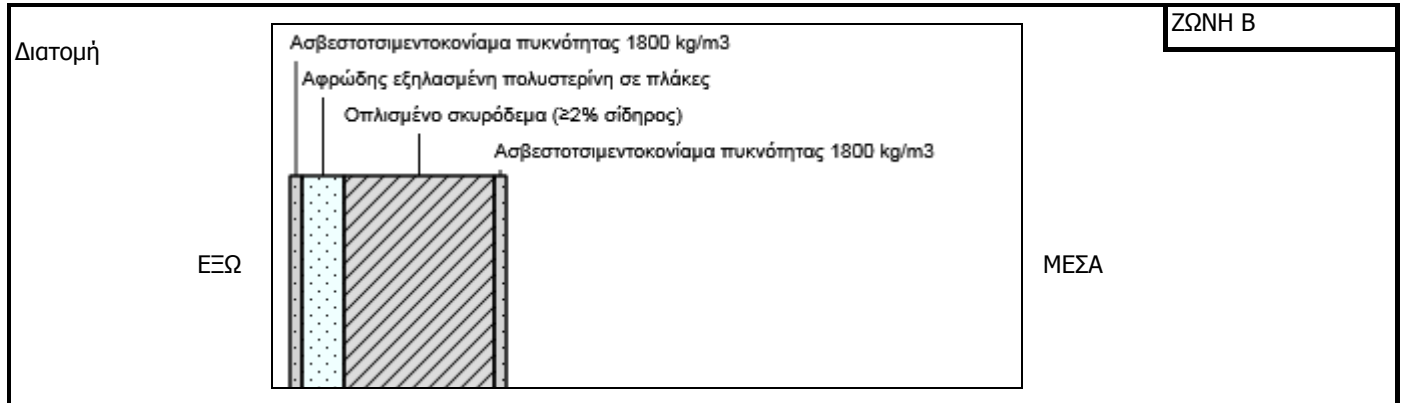 ΖΩΝΗ Β
Διατομή
Ασβεστοτσιμεντοκονίαμα πυκνότητας 1800 kg/m3
Αφρώδης εξηλασμένη πολυστερίνη σε πλάκες
Οπλισμένο σκυρόδεμα (≥2% σίδηρος)
Ασβεστοτσιμεντοκονίαμα πυκνότητας 1800 kg/m3
ΕΞΩ
ΜΕΣΑ